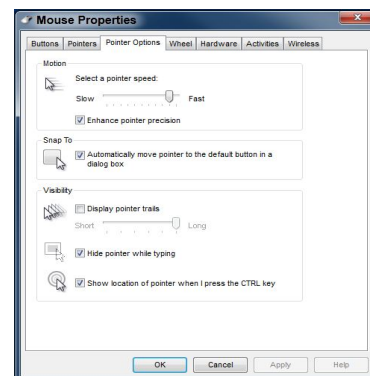 Mouse Properties
Buttons Pointers Pointer Options Wheel Hardware Activities Wireless
Motion
Select a pointer speed:
Slow Fast
Enhance pointer precision
Snap To
Automatically move pointer to the default button in a
dialog box
Visibility
Display pointer trails
Short Long
Hide pointer while typing
Show location of pointer when I press the CTRL key
OK Cancel Apply Help